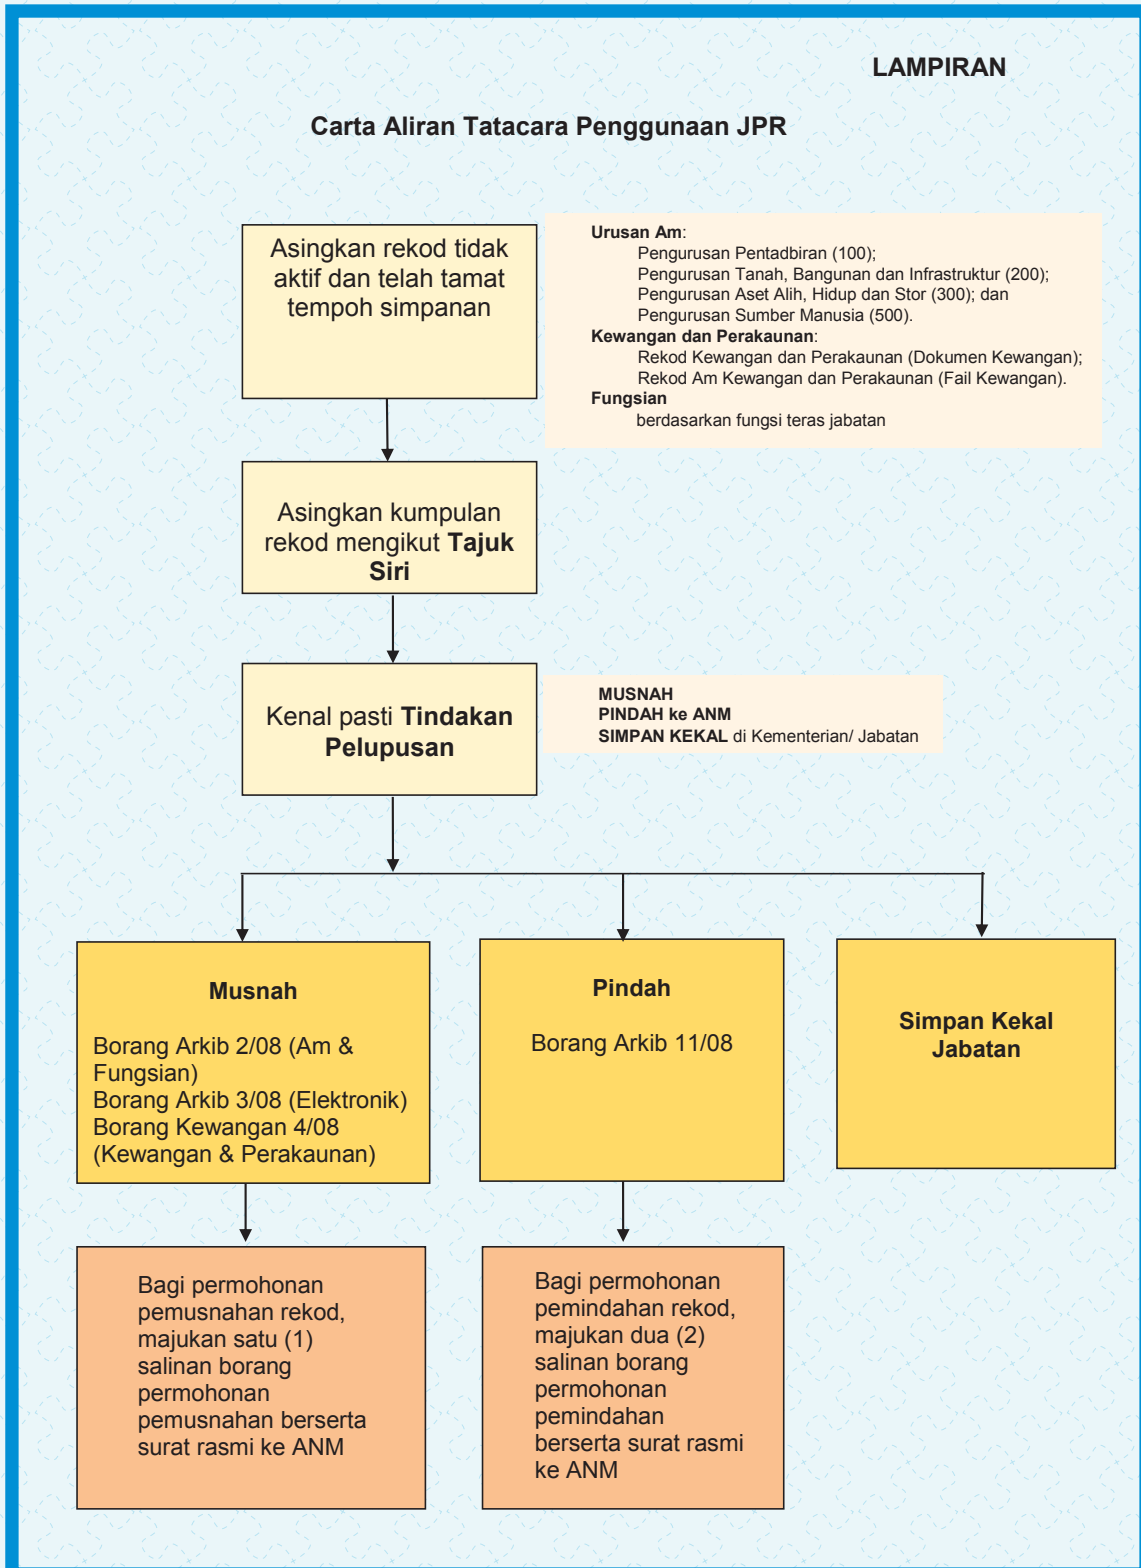 LAMPIRAN
Carta Aliran Tatacara Penggunaan JPR
Asingkan rekod tidak
aktif dan telah tamat
tempoh simpanan
Urusan Am:
Pengurusan Pentadbiran (100);
Pengurusan Tanah, Bangunan dan Infrastruktur (200);
Pengurusan Aset Alih, Hidup dan Stor (300); dan
Pengurusan Sumber Manusia (500).
Kewangan dan Perakaunan:
Rekod Kewangan dan Perakaunan (Dokumen Kewangan);
Rekod Am Kewangan dan Perakaunan (Fail Kewangan).
Fungsian
berdasarkan fungsi teras jabatan
Asingkan kumpulan
rekod mengikut Tajuk
Siri
Kenal pasti Tindakan
Pelupusan
MUSNAH
PINDAH ke ANM
SIMPAN KEKAL di Kementerian/ Jabatan
Musnah
Borang Arkib 2/08 (Am &
Fungsian)
Borang Arkib 3/08 (Elektronik)
Borang Kewangan 4/08
(Kewangan & Perakaunan)
Pindah
Borang Arkib 11/08
Simpan Kekal
Jabatan
Bagi permohonan
pemusnahan rekod,
majukan satu (1)
salinan borang
permohonan
pemusnahan berserta
surat rasmi ke ANM
Bagi permohonan
pemindahan rekod,
majukan dua (2)
salinan borang
permohonan
pemindahan
berserta surat rasmi
ke ANM